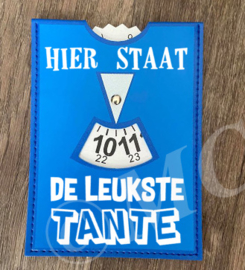 HIER STAAT
10 11
22 23
DE LEUKSTE
TANTE